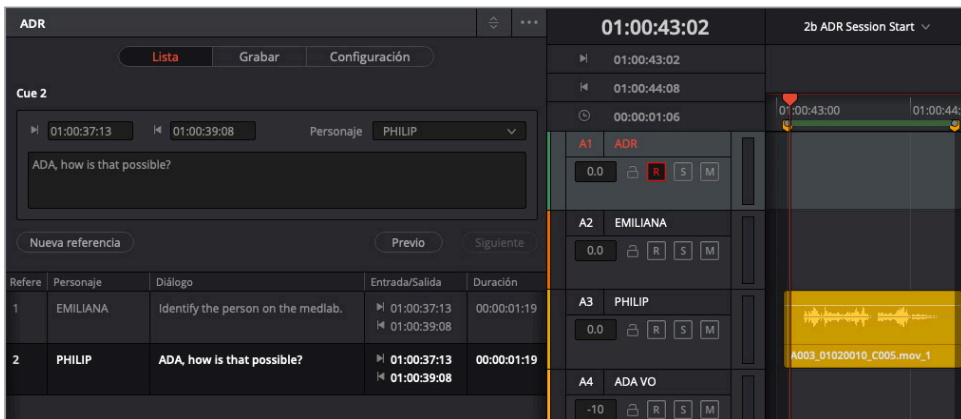 ADR
Lista Grabar Configuración
Cue 2
01:00:37:13 01:00:39:08 Personaje PHILIP
ADA, how is that possible?
Nueva referencia Previo Siguiente
Refere Personaje Diálogo Entrada/Salida Duración
1 EMILIANA Identify the person on the medlab. 01:00:37:13 00:00:01:19
01:00:39:08
2 PHILIP ADA, how is that possible? 01:00:37:13 00:00:01:19
01:00:39:08
01:00:43:02
2b ADR Session Start
01:00:43:02
01:00:44:08
00:00:01:06
01:00:43:00 01:00:44:
A1 ADR
0.0 R S M
A2 EMILIANA
0.0 R S M
A3 PHILIP
0.0 R S M
A003_01020010_C005.mov_1
A4 ADA VO
-10 R S M